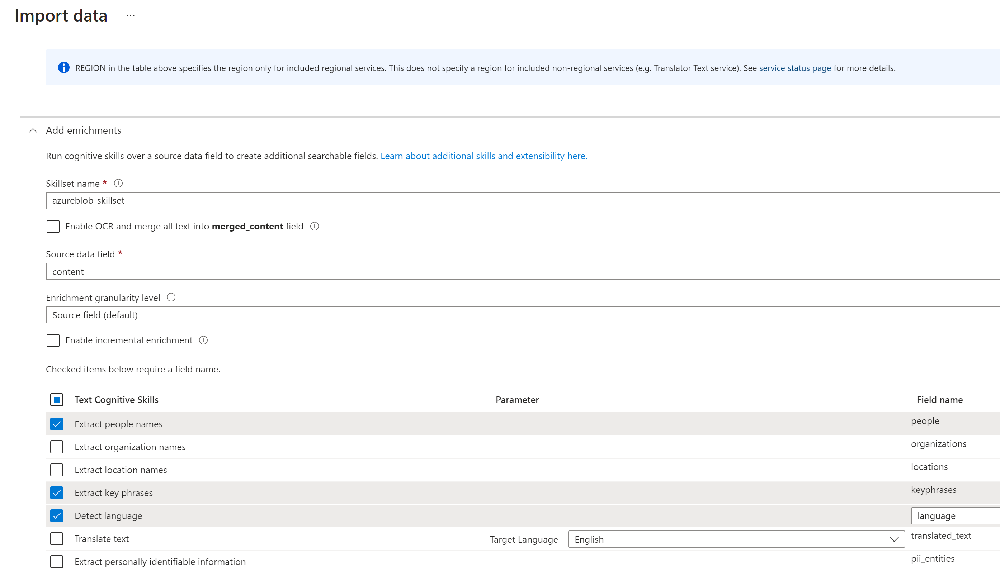 Import data ...
REGION in the table above specifies the region only for included regional services. This does not specify a region for included non-regional services (e.g. Translator Text service). See service status page for more details.
Add enrichments
Run cognitive skills over a source data field to create additional searchable fields. Learn about additional skills and extensibility here.
Skillset name *
azureblob-skillset
Enable OCR and merge all text into merged_content field
Source data field *
content
Enrichment granularity level
Source field (default)
Enable incremental enrichment
Checked items below require a field name.
Text Cognitive Skills Parameter Field name
Extract people names people
Extract organization names organizations
Extract location names locations
Extract key phrases keyphrases
Detect language language
Translate text Target Language English translated_text
Extract personally identifiable information pii_entities